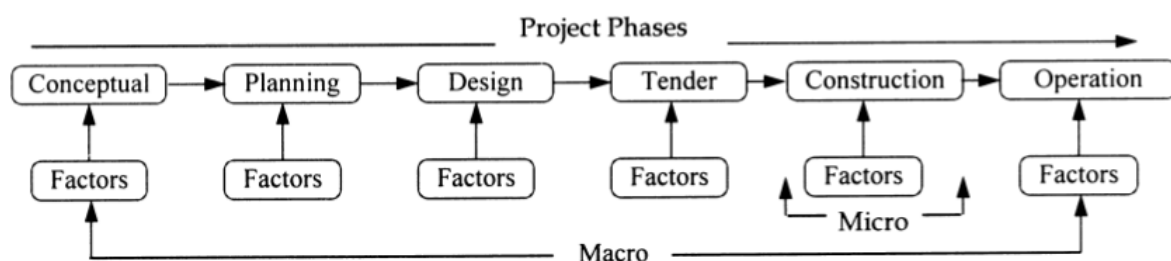 Project Phases
Conceptual Planning Design Tender Construction Operation
Factors Factors Factors Factors Factors Factors
Micro
Macro